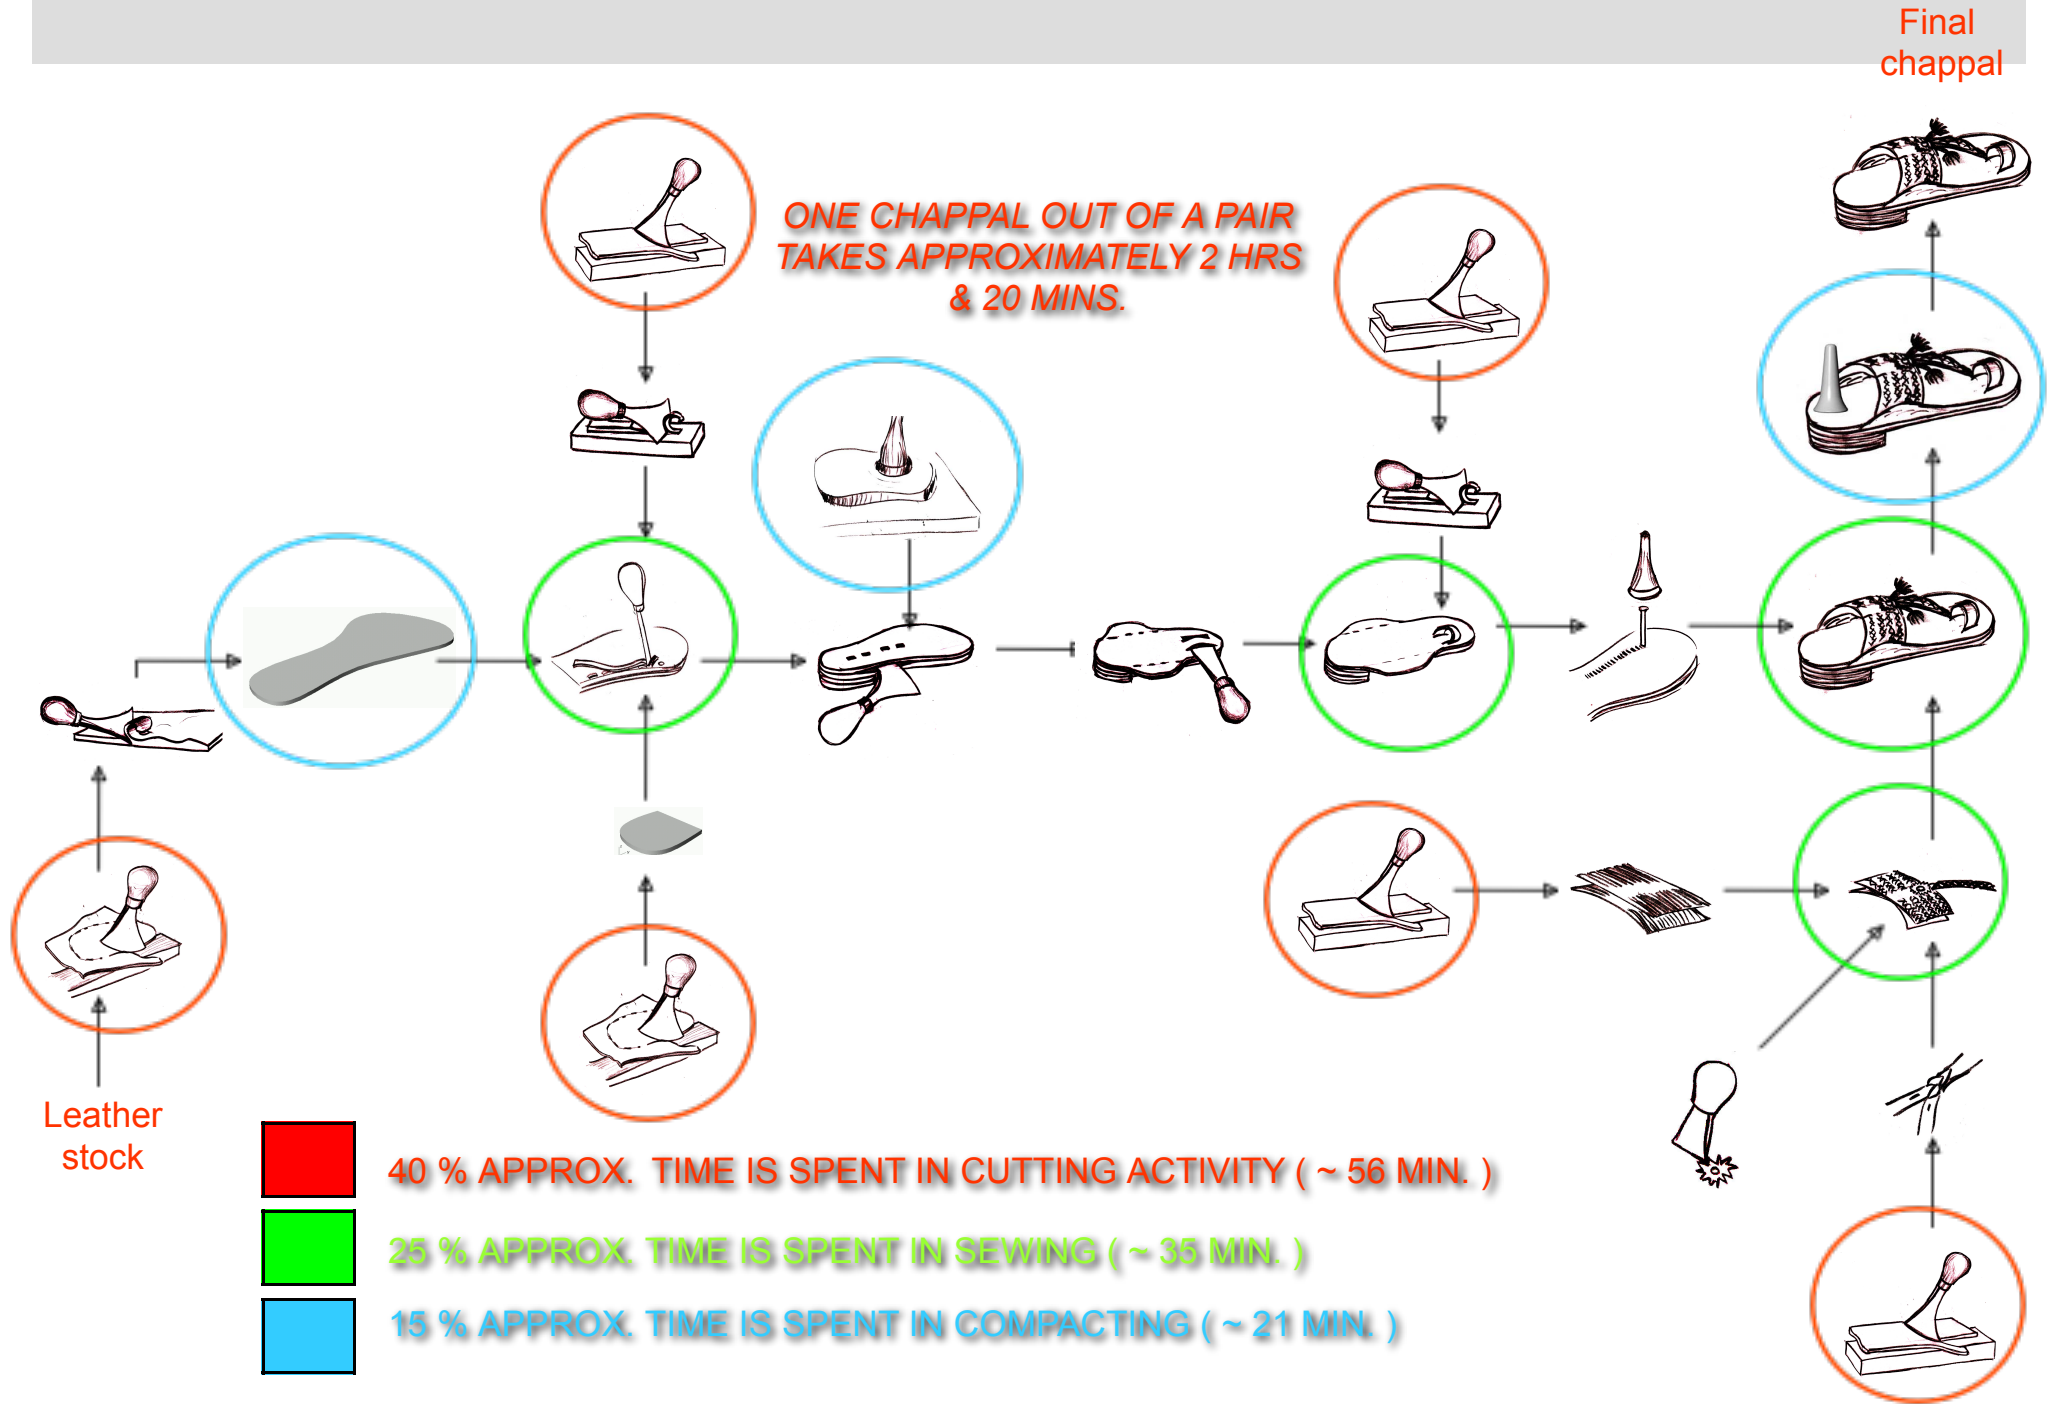 Final
chappal
ONE CHAPPAL OUT OF A PAIR
TAKES APPROXIMATELY 2 HRS
& 20 MINS.
Leather
stock
40 % APPROX. TIME IS SPENT IN CUTTING ACTIVITY ( ~ 56 MIN. )
25 % APPROX. TIME IS SPENT IN SEWING ( ~ 35 MIN. )
15 % APPROX. TIME IS SPENT IN COMPACTING ( ~ 21 MIN. )